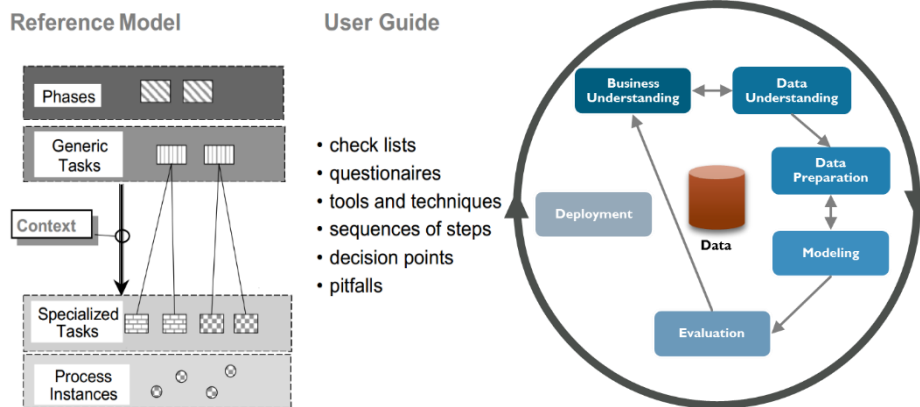 Reference Model
User Guide
Phases
Generic
Tasks
Context
Specialized
Tasks
Process
Instances
• check lists
• questionaires
• tools and techniques
• sequences of steps
• decision points
• pitfalls
Business
Understanding
Data
Understanding
Data
Preparation
Deployment
Data
Modeling
Evaluation